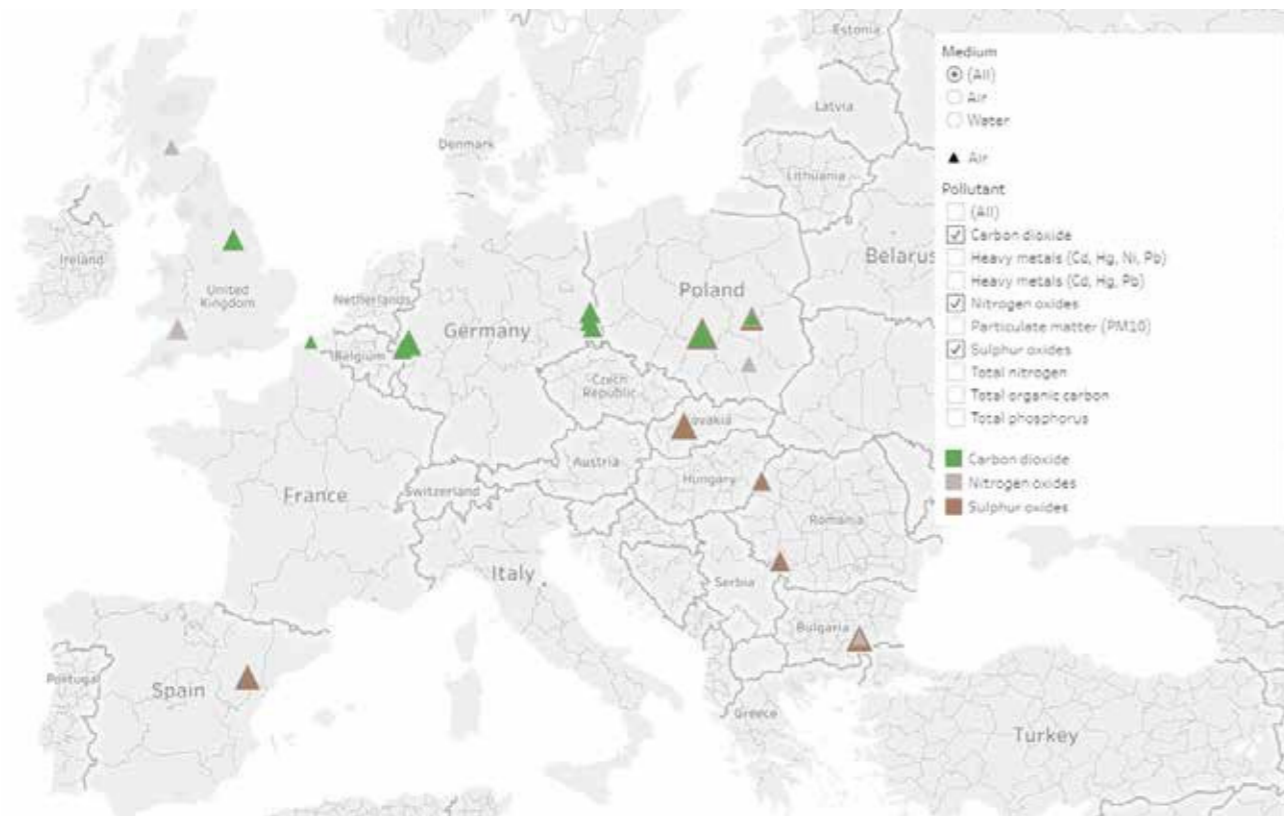 Estonia
Latvia
Denmark
Lithuania
Ireland
United
Kingdom
Netherlands
Belarus
Poland
Germany
Belgium
Czech
Republic
ovakia
Austria
France
Switzerland
Hungary
Romania
Italy
Serbia
Bulgaria
Portugal
Spain
Greece
Turkey
Medium
(All)
Air
Water
Air
Pollutant
(All)
Carbon dioxide
Heavy metals (Cd, Hg, Ni, Pb)
Heavy metals (Cd, Hg, Pb)
Nitrogen oxides
Particulate matter (PM10)
Sulphur oxides
Total nitrogen
Total organic carbon
Total phosphorus
Carbon dioxide
Nitrogen oxides
Sulphur oxides